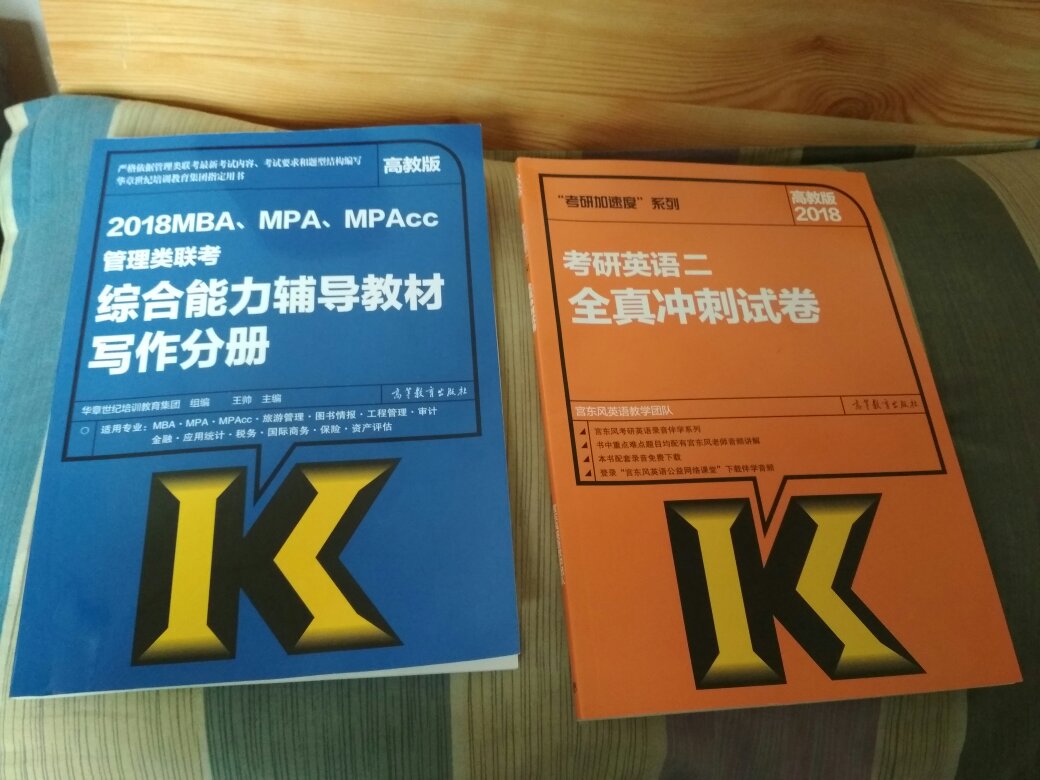 严格依据管理类联考最新考试内容、考试要求和题型结构编写
华章世纪培训教育集团指定用书
高教版
2018MBA、MPA、MPAcc
管理类联考
综合能力辅导教材
写作分册
华章世纪培训教育集团 组编 王帅 主编
高等教育出版社
适用专业：MBA·MPA·MPAcc·旅游管理·图书情报·工程管理·审计
金融·应用统计·税务·国际商务·保险·资产评估
K
“考研加速度”系列
高教版
2018
考研英语二
全真冲刺试卷
宫东风英语教学团队
高等教育出版社
宫东风考研英语录音伴学系列
书中重点难点题目均配有宫东风老师音频讲解
本书配套录音免费下载
登录“宫东风英语公益网络课堂”下载伴学音频
K